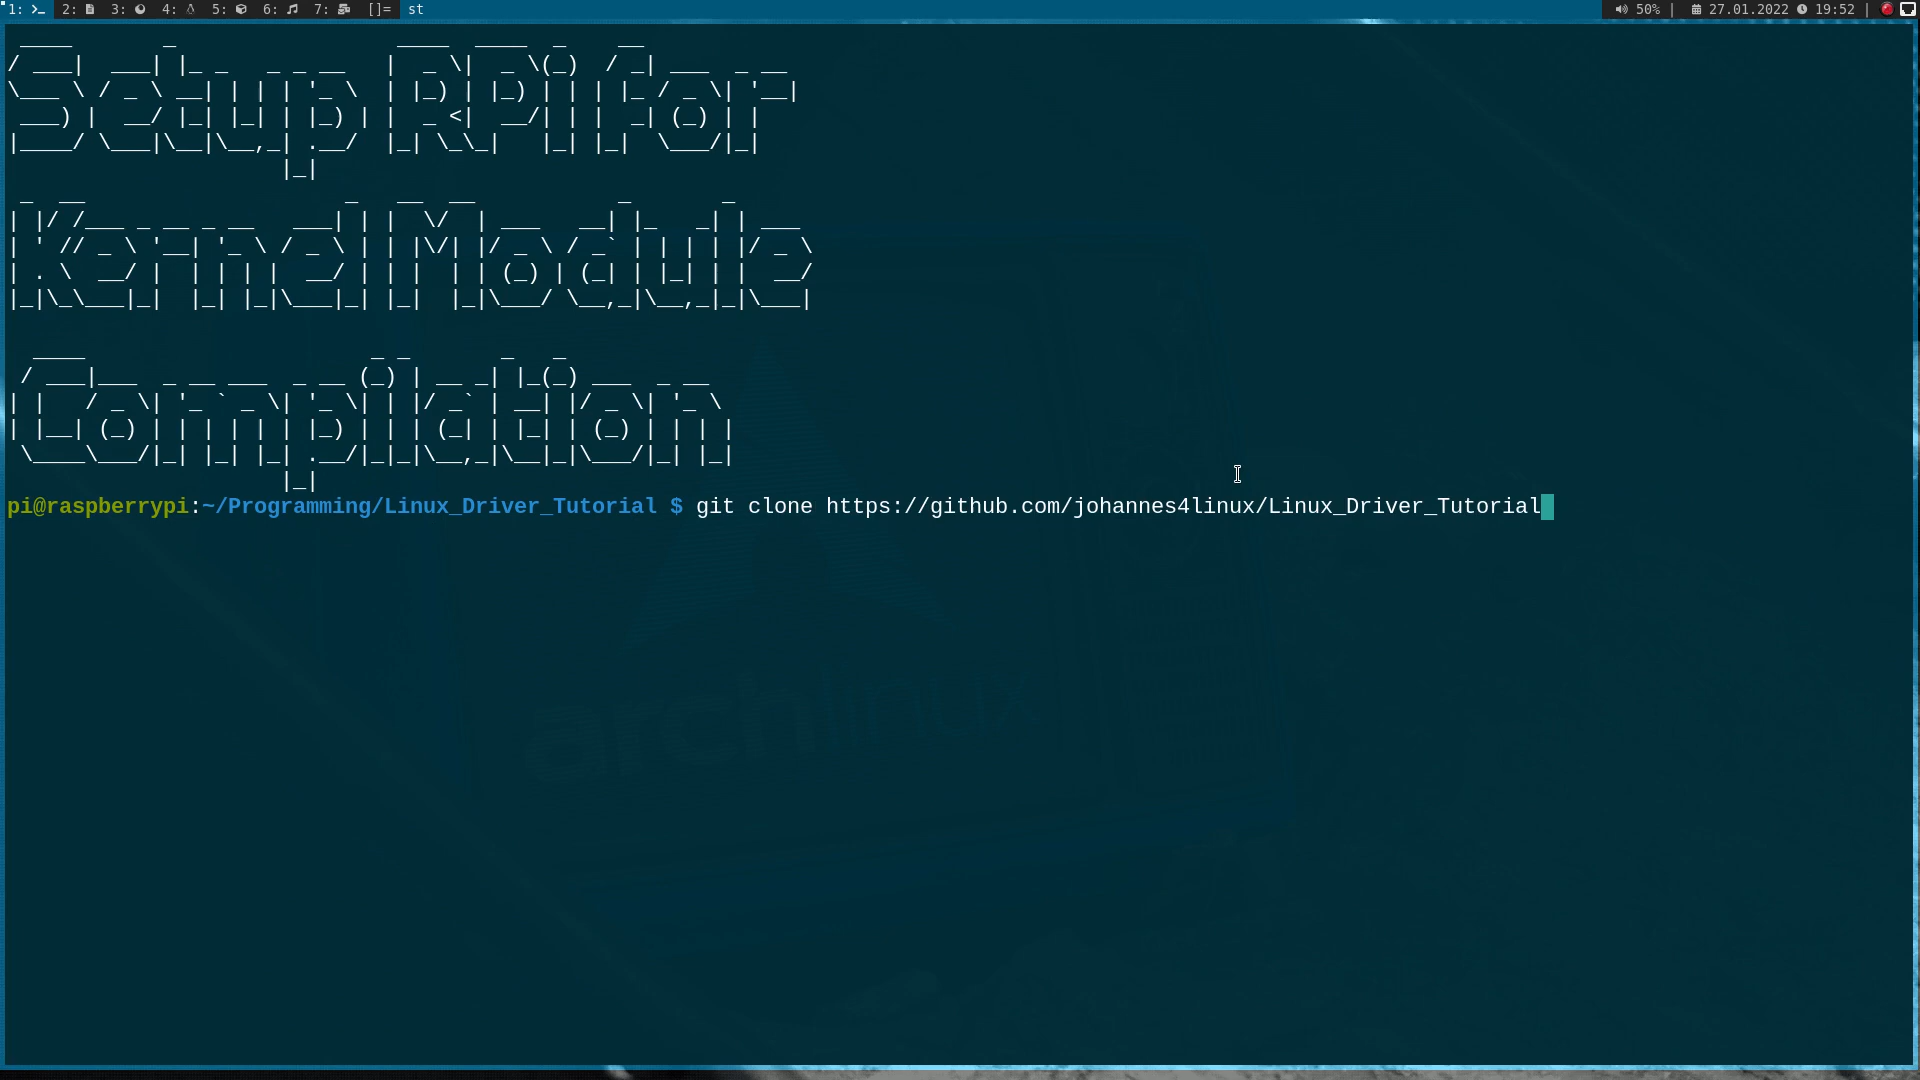 1: 2: 3: 4: 5: 6: 7: []= st 50% | 27.01.2022 19:52 |
Setup RPi for
Kernel Module
Compilation
pi@raspberrypi:~/Programming/Linux_Driver_Tutorial $ git clone https://github.com/johannes4linux/Linux_Driver_Tutorial
archlinux